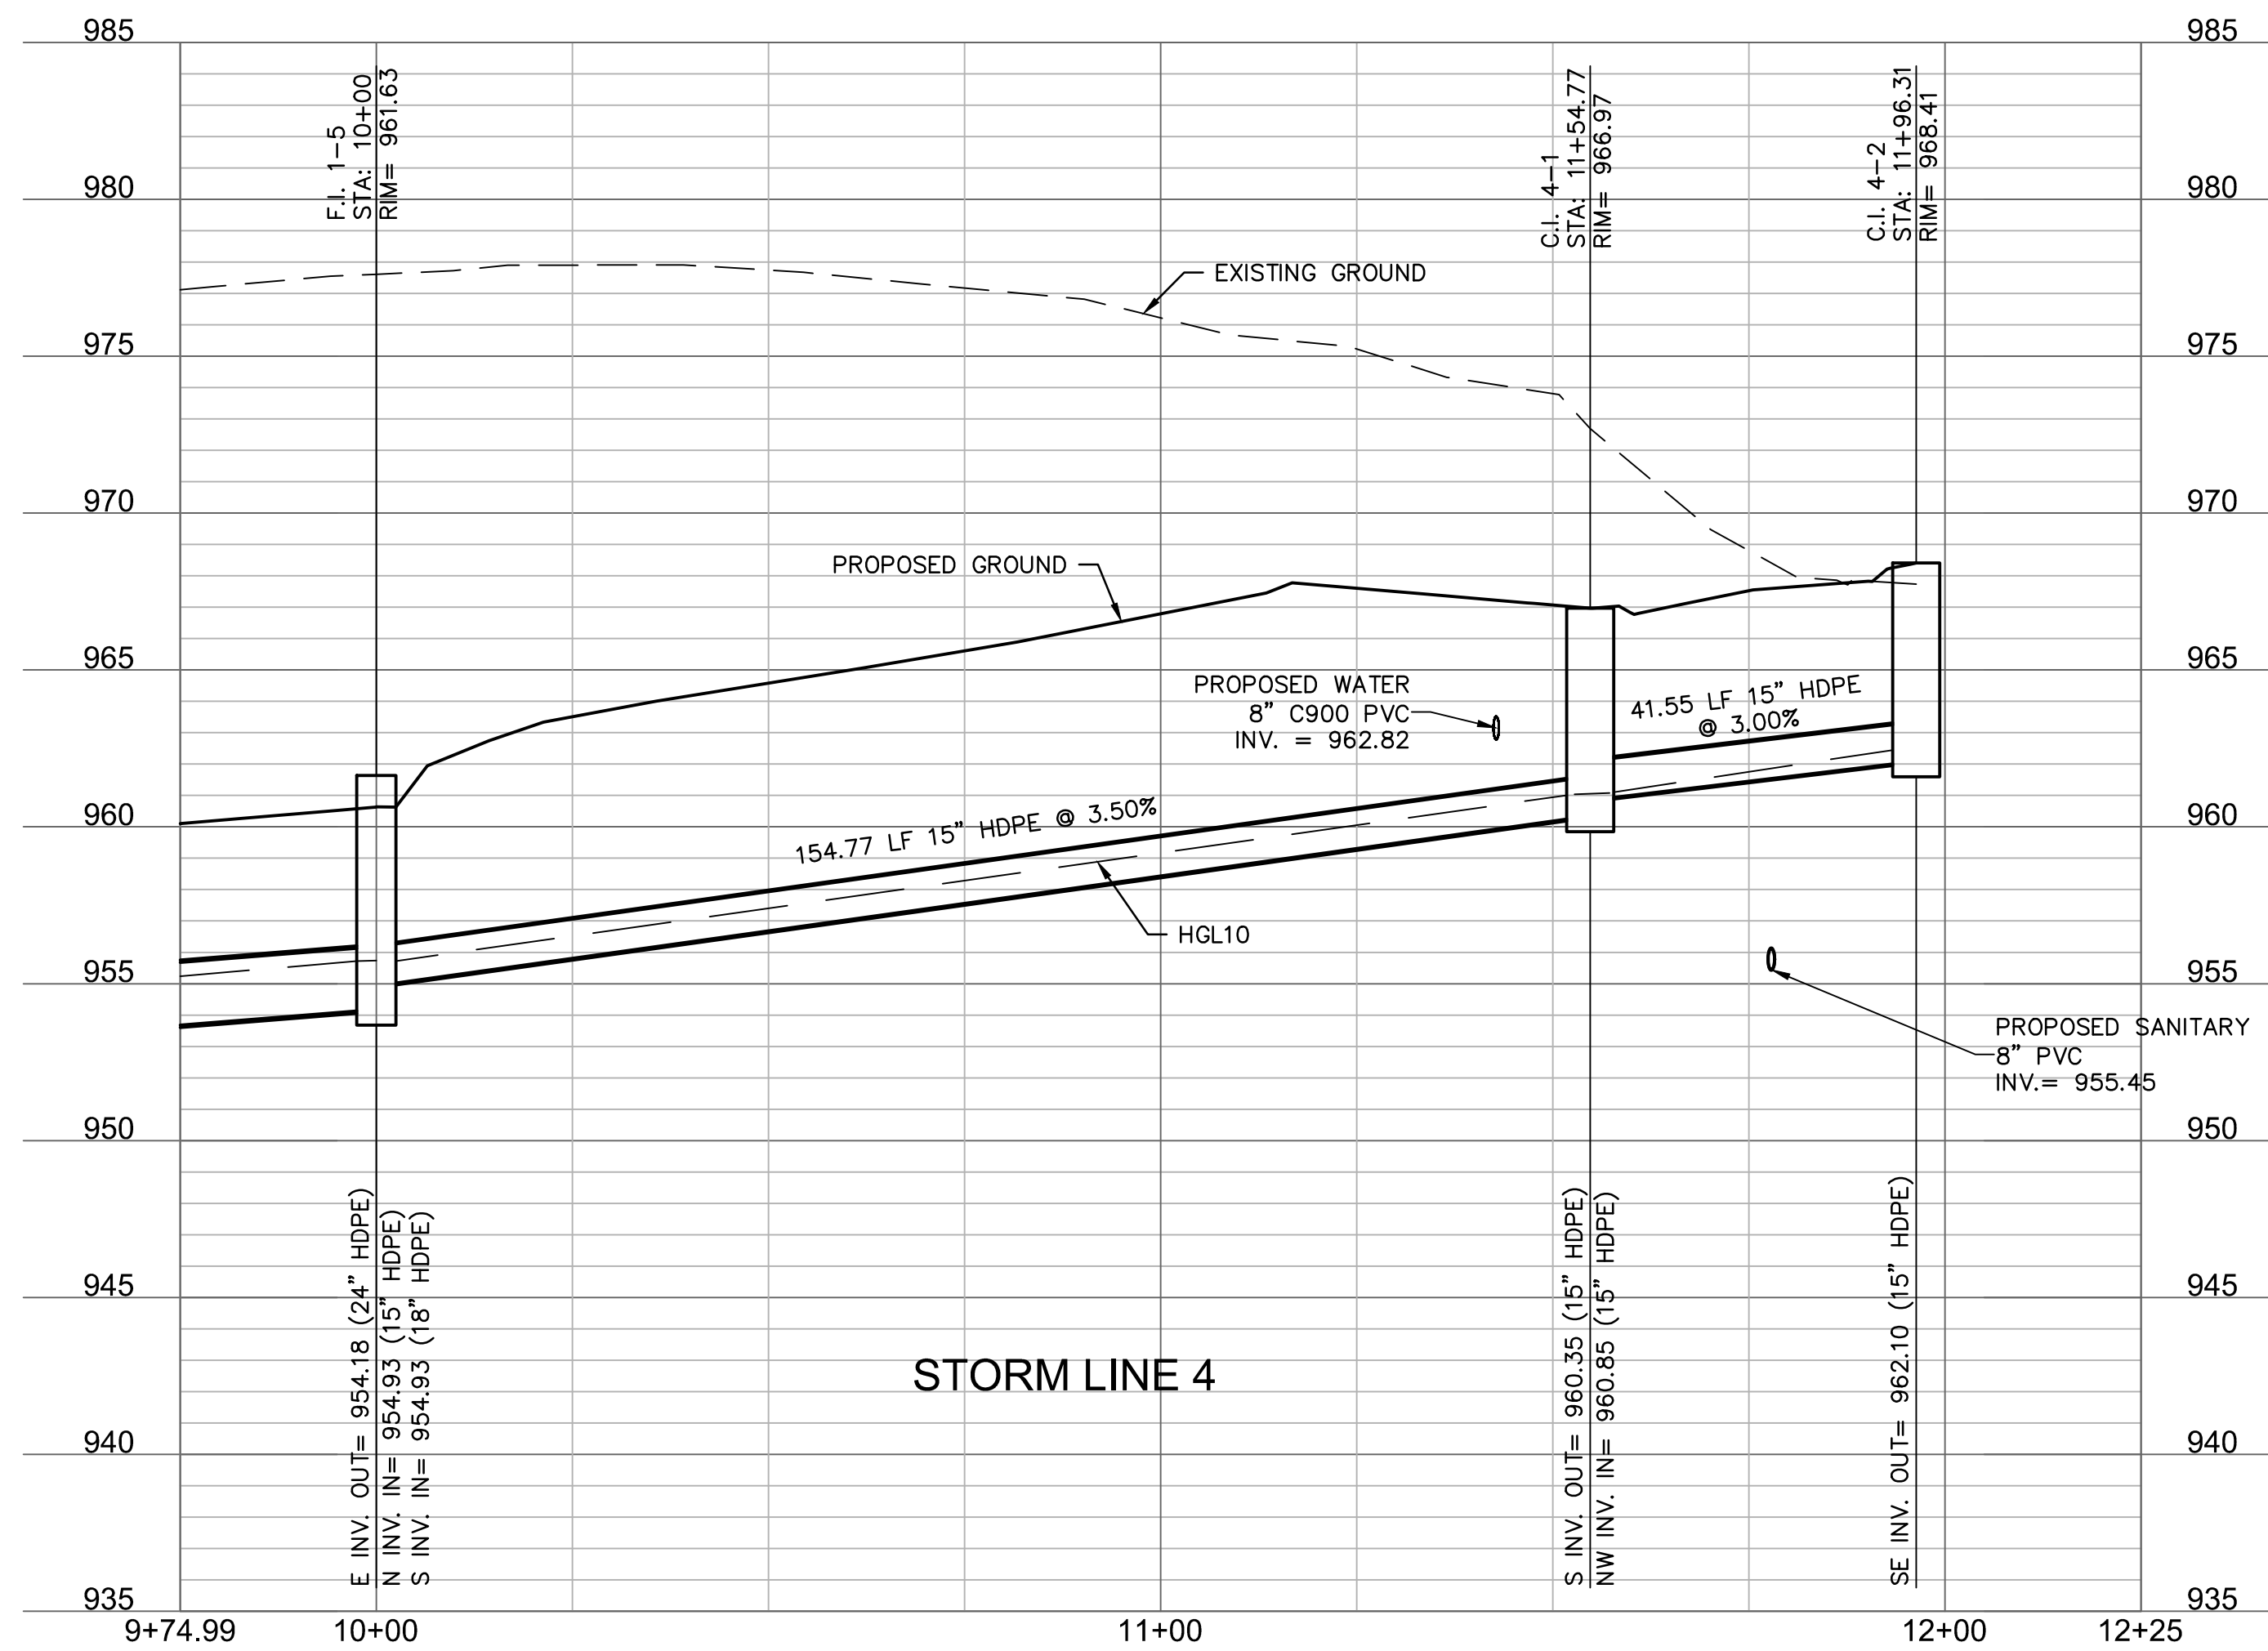 985
985
F.I. 1-5
STA: 10+00
RIM= 961.63
C.I. 4-1
STA: 11+54.77
RIM= 966.97
C.I. 4-2
STA: 11+96.31
RIM= 968.41
980
980
EXISTING GROUND
975
975
970
970
PROPOSED GROUND
965
965
PROPOSED WATER
8" C900 PVC
INV. = 962.82
41.55 LF 15" HDPE
@ 3.00%
960
960
154.77 LF 15" HDPE @ 3.50%
HGL10
955
955
PROPOSED SANITARY
8" PVC
INV.= 955.45
950
950
E INV. OUT= 954.18 (24" HDPE)
N INV. IN= 954.93 (15" HDPE)
S INV. IN= 954.93 (18" HDPE)
S INV. OUT= 960.35 (15" HDPE)
NW INV. IN= 960.85 (15" HDPE)
SE INV. OUT= 962.10 (15" HDPE)
945
945
STORM LINE 4
940
940
935
935
9+74.99
10+00
11+00
12+00
12+25